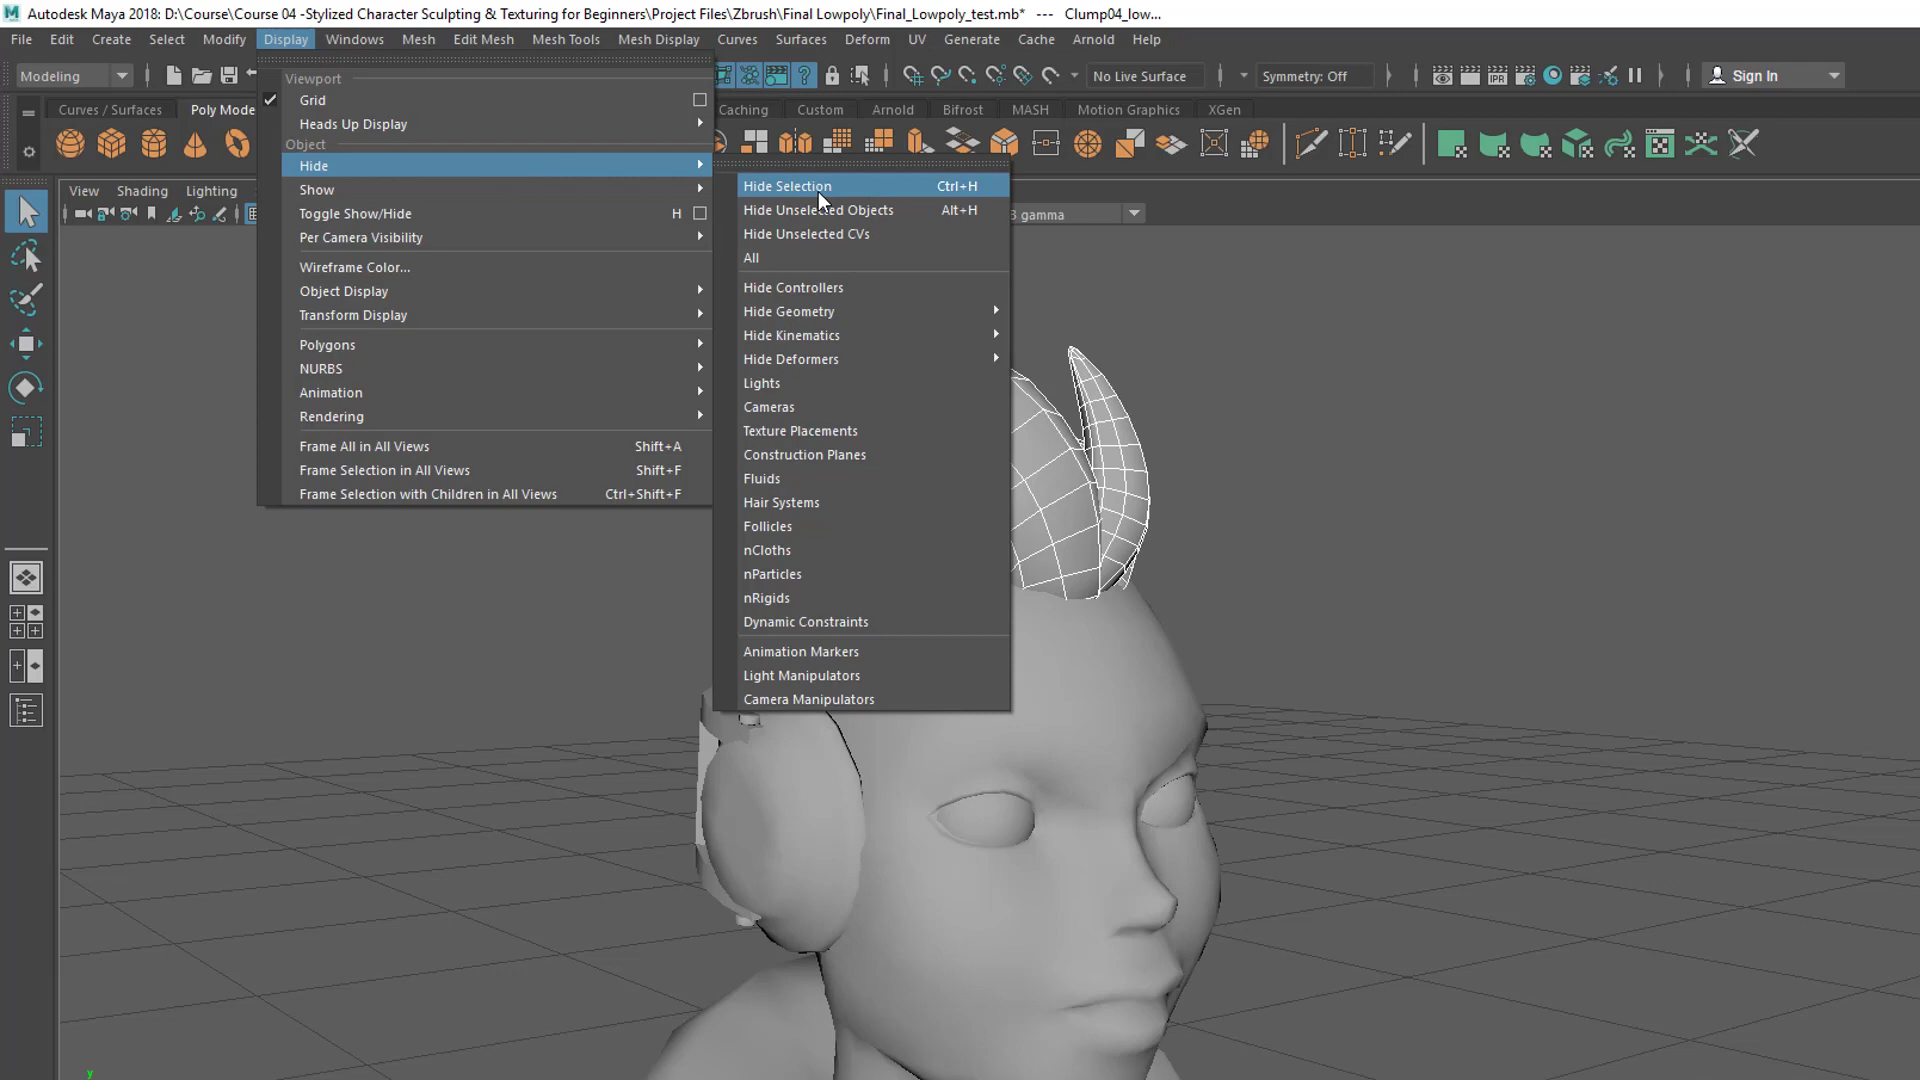 Autodesk Maya 2018: D:\Course\Course 04 -Stylized Character Sculpting & Texturing for Beginners\Project Files\Zbrush\Final Lowpoly\Final_Lowpoly_test.mb* --- Clump04_low...
File Edit Create Select Modify Display Windows Mesh Edit Mesh Mesh Tools Mesh Display Curves Surfaces Deform UV Generate Cache Arnold Help
Modeling
No Live Surface
Symmetry: Off
IPR
Sign In
Curves / Surfaces
Poly Mode
Caching
Custom
Arnold
Bifrost
MASH
Motion Graphics
XGen
View Shading Lighting
gamma
Viewport
Grid
Heads Up Display
Object
Hide
Show
Toggle Show/Hide H
Per Camera Visibility
Wireframe Color...
Object Display
Transform Display
Polygons
NURBS
Animation
Rendering
Frame All in All Views Shift+A
Frame Selection in All Views Shift+F
Frame Selection with Children in All Views Ctrl+Shift+F
Hide Selection Ctrl+H
Hide Unselected Objects Alt+H
Hide Unselected CVs
All
Hide Controllers
Hide Geometry
Hide Kinematics
Hide Deformers
Lights
Cameras
Texture Placements
Construction Planes
Fluids
Hair Systems
Follicles
nCloths
nParticles
nRigids
Dynamic Constraints
Animation Markers
Light Manipulators
Camera Manipulators
y